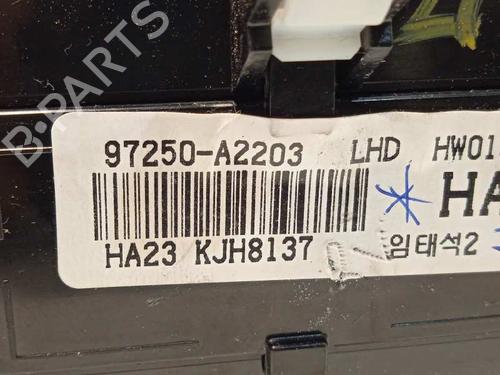 B-PARTS
97250-A2203 LHD HW01
HA23 KJH8137
HA
임태석2